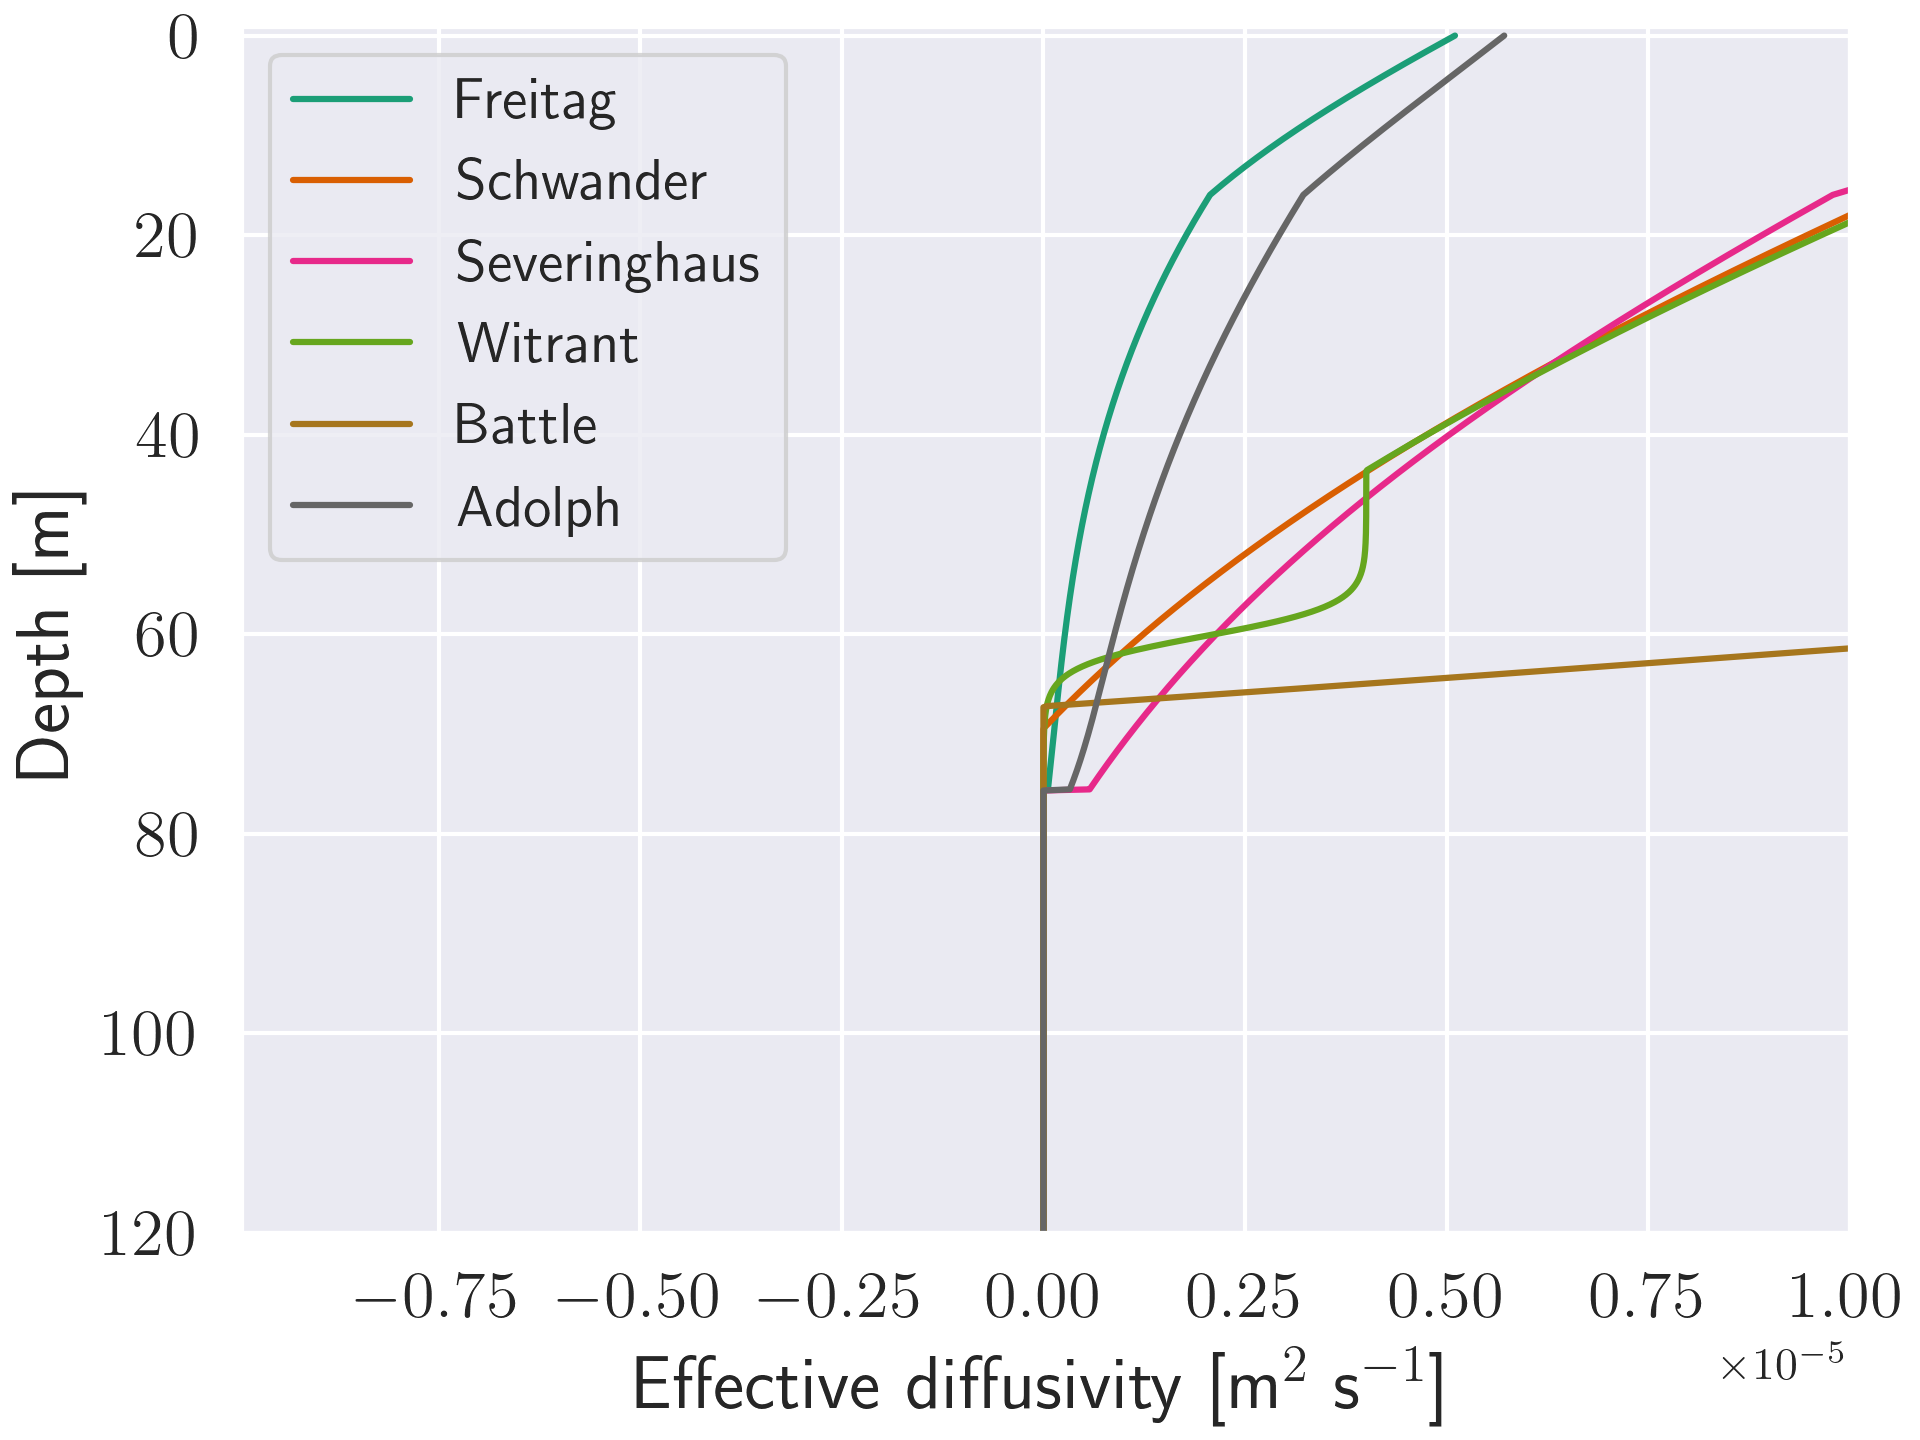 0
20
40
60
80
100
120
Depth [m]
Freitag
Schwander
Severinghaus
Witrant
Battle
Adolph
−0.75 −0.50 −0.25 0.00 0.25 0.50 0.75 1.00
×10⁻⁵
Effective diffusivity [m² s⁻¹]